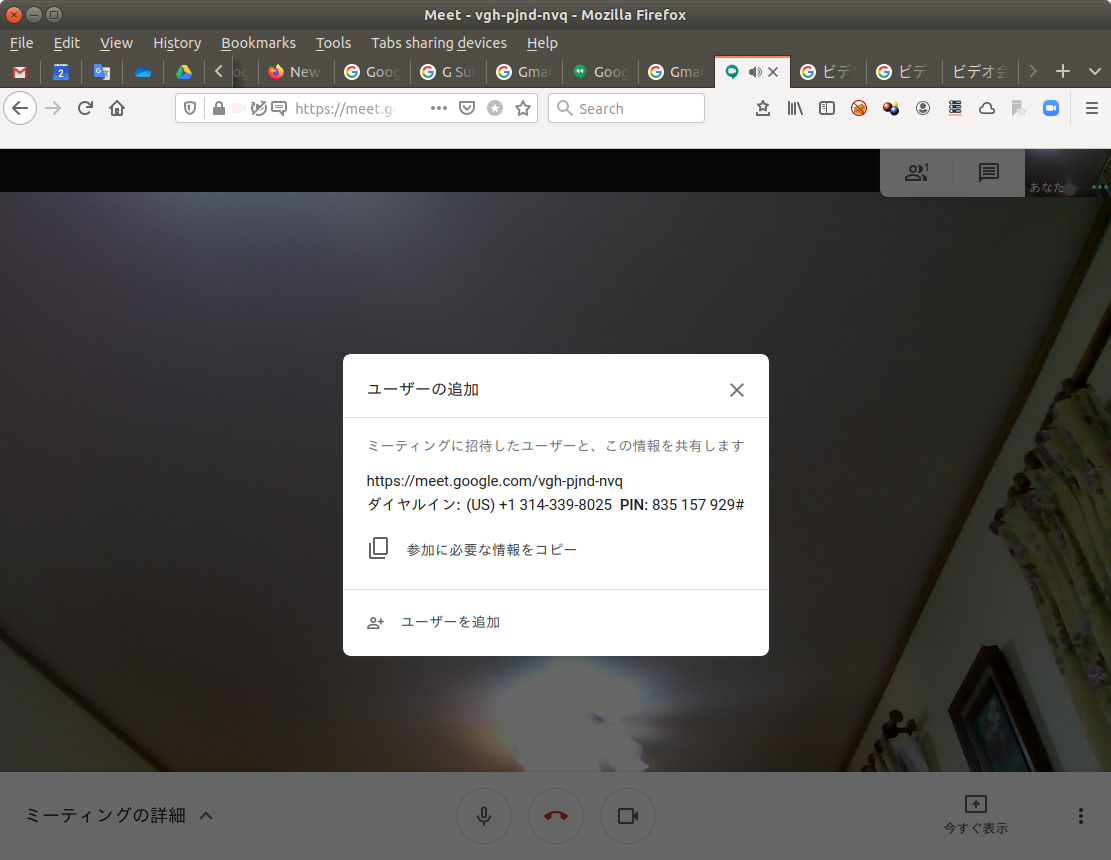 Meet - vgh-pjnd-nvq - Mozilla Firefox
File Edit View History Bookmarks Tools Tabs sharing devices Help
2 New Goog G Su Gmai Goog Gma ビデ ビデ ビデオ会
https://meet.g Search
1
あなた
ユーザーの追加
ミーティングに招待したユーザーと、この情報を共有します
https://meet.google.com/vgh-pjnd-nvq
ダイヤルイン: (US) +1 314-339-8025 PIN: 835 157 929#
参加に必要な情報をコピー
ユーザーを追加
ミーティングの詳細
今すぐ表示